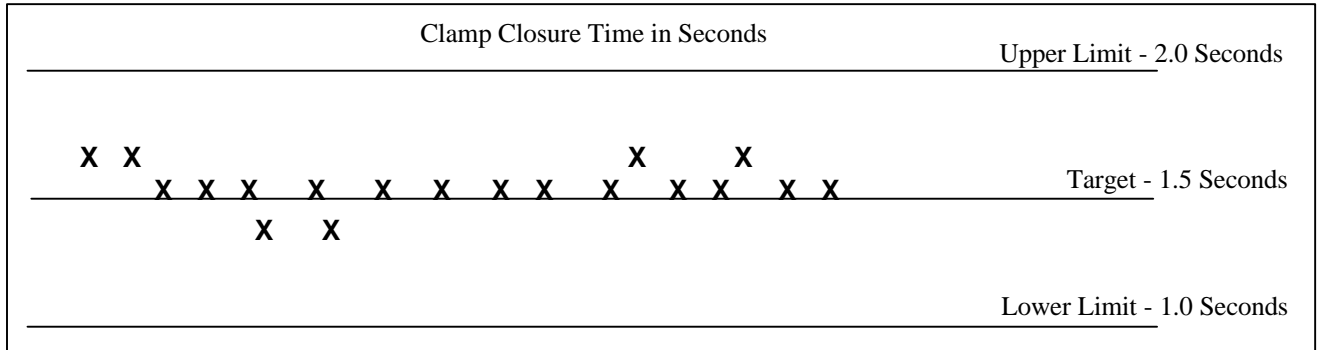 Clamp Closure Time in Seconds
Upper Limit - 2.0 Seconds
X X X X
X X X X X X X X X X X X X
Target - 1.5 Seconds
X X
Lower Limit - 1.0 Seconds